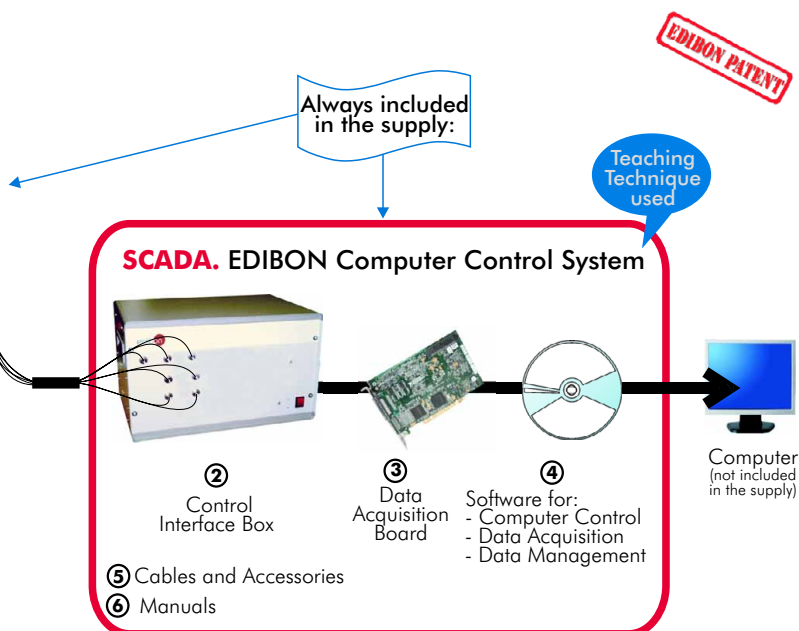 EDIBON PATENT
Always included
in the supply:
Teaching
Technique
used
SCADA. EDIBON Computer Control System
2
Control
Interface Box
3
Data
Acquisition
Board
4
Software for:
- Computer Control
- Data Acquisition
- Data Management
Computer
(not included
in the supply)
5 Cables and Accessories
6 Manuals